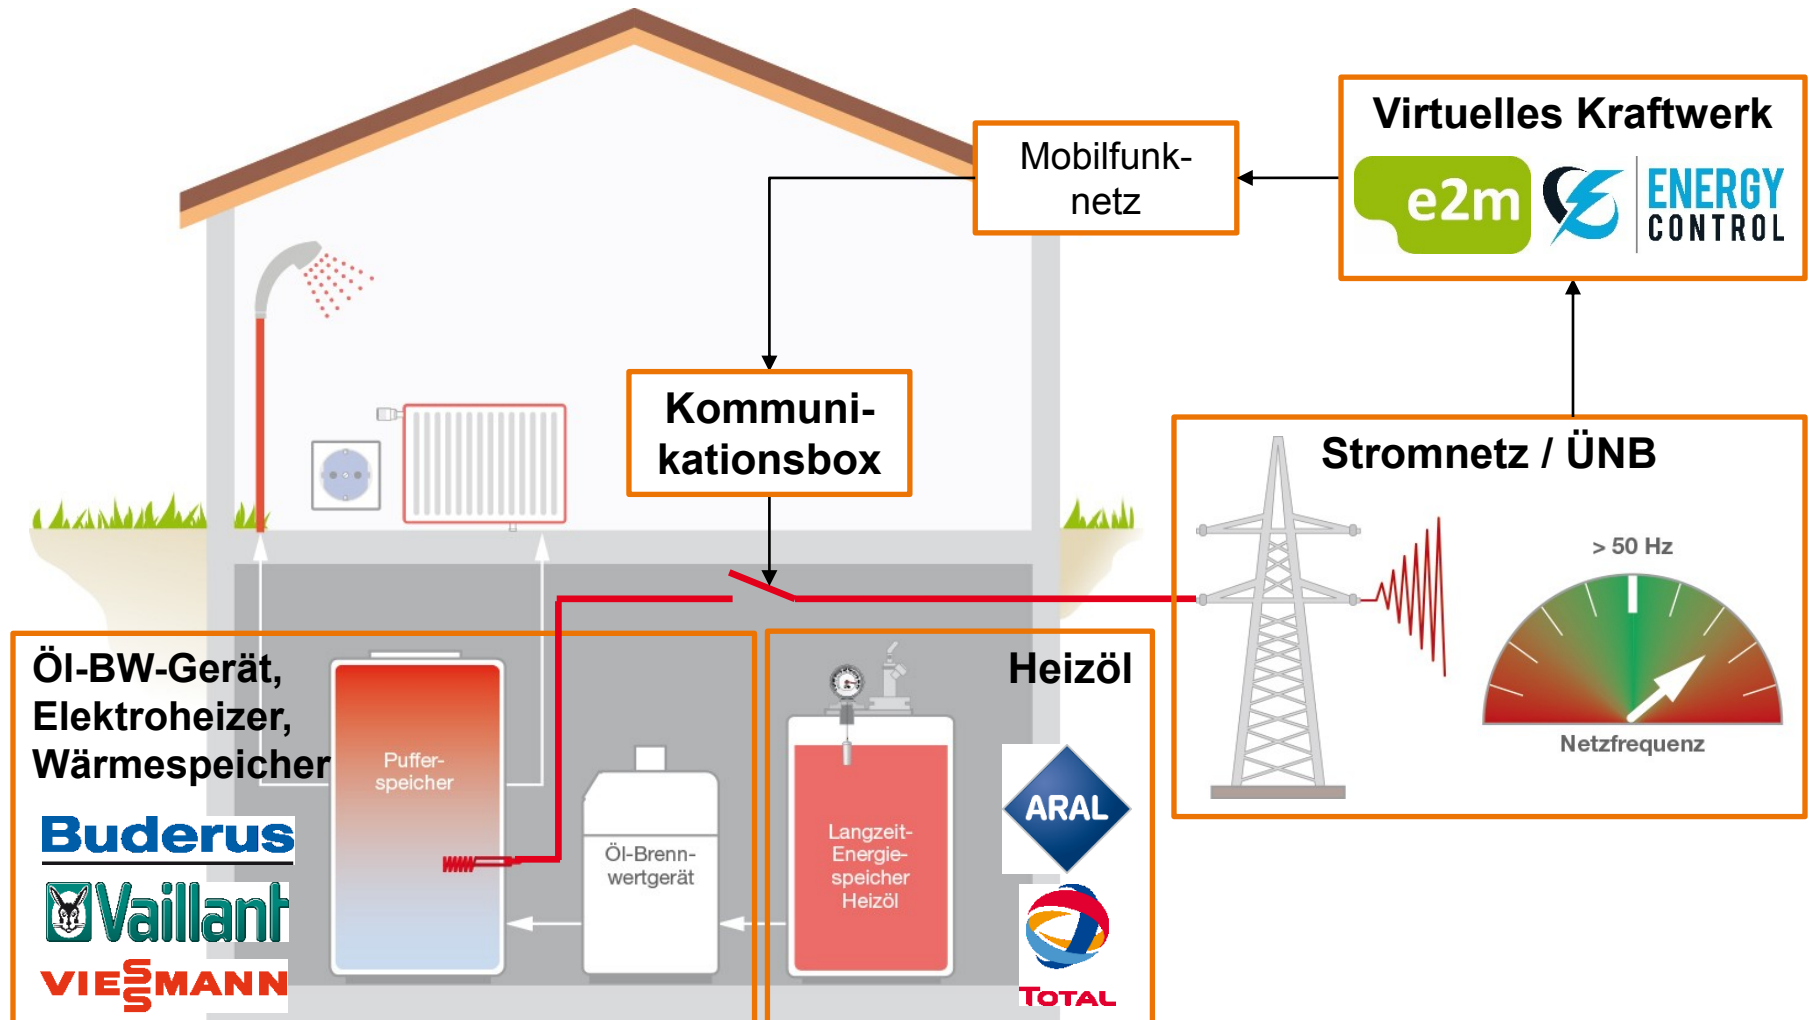 Virtuelles Kraftwerk
e2m
ENERGY
CONTROL
Mobilfunk-
netz
Kommuni-
kationsbox
Stromnetz / ÜNB
> 50 Hz
Netzfrequenz
Öl-BW-Gerät,
Elektroheizer,
Wärmespeicher
Puffer-
speicher
Öl-Brenn-
wertgerät
Buderus
Vaillant
VIESSMANN
Heizöl
Langzeit-
Energie-
speicher
Heizöl
ARAL
TOTAL